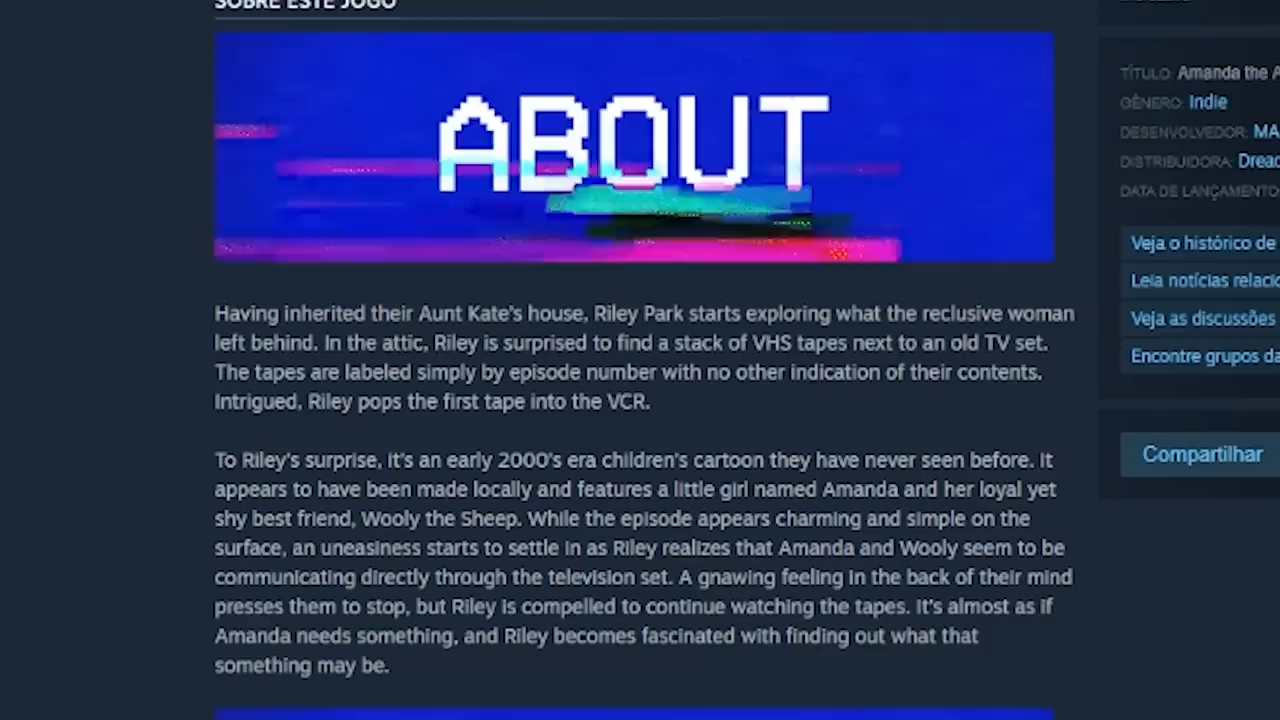 SOBRE ESTE JOGO
ABOUT
Having inherited their Aunt Kate's house, Riley Park starts exploring what the reclusive woman
left behind. In the attic, Riley is surprised to find a stack of VHS tapes next to an old TV set.
The tapes are labeled simply by episode number with no other indication of their contents.
Intrigued, Riley pops the first tape into the VCR.
To Riley's surprise, it's an early 2000's era children's cartoon they have never seen before. It
appears to have been made locally and features a little girl named Amanda and her loyal yet
shy best friend, Wooly the Sheep. While the episode appears charming and simple on the
surface, an uneasiness starts to settle in as Riley realizes that Amanda and Wooly seem to be
communicating directly through the television set. A gnawing feeling in the back of their mind
presses them to stop, but Riley is compelled to continue watching the tapes. It's almost as if
Amanda needs something, and Riley becomes fascinated with finding out what that
something may be.
TÍTULO: Amanda the A
GÊNERO: Indie
DESENVOLVEDOR: MA
DISTRIBUIDORA: Dread
DATA DE LANÇAMENTO
Veja o histórico de
Leia notícias relacio
Veja as discussões
Encontre grupos da
Compartilhar